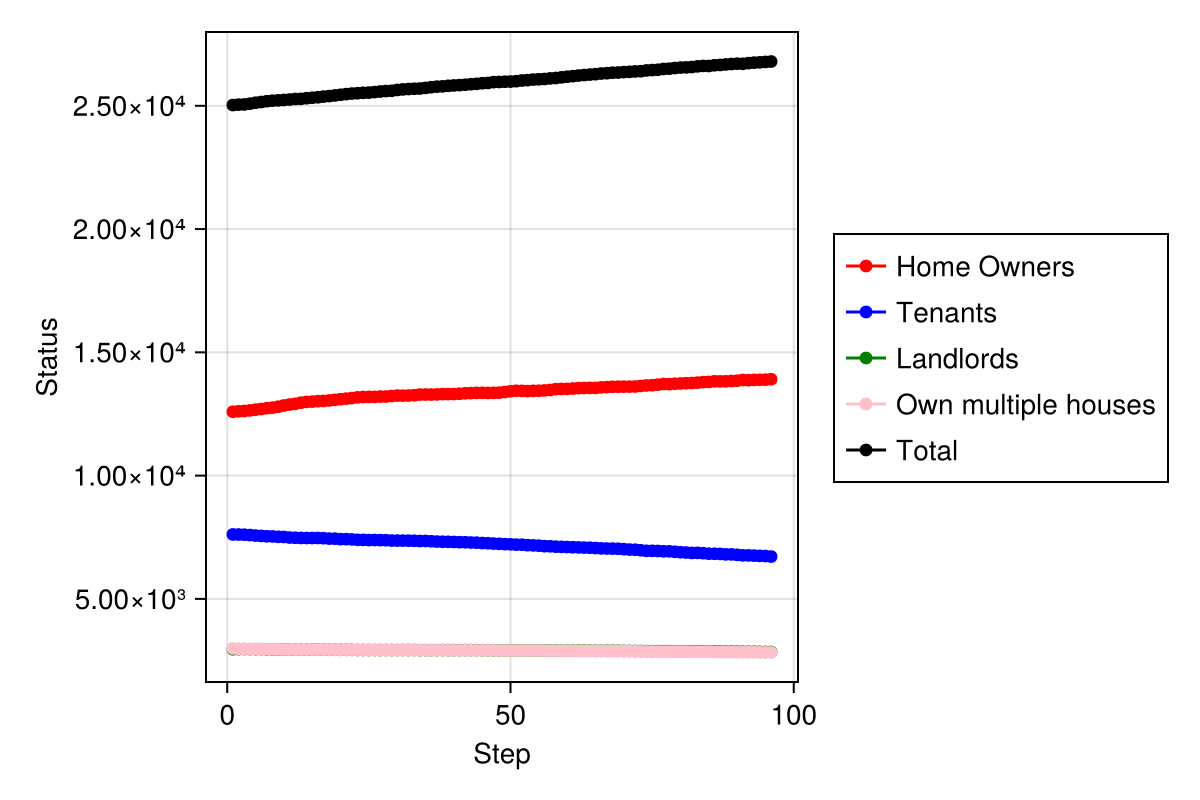 2.50×10⁴
2.00×10⁴
1.50×10⁴
1.00×10⁴
5.00×10³
Status
0 50 100
Step
Home Owners
Tenants
Landlords
Own multiple houses
Total